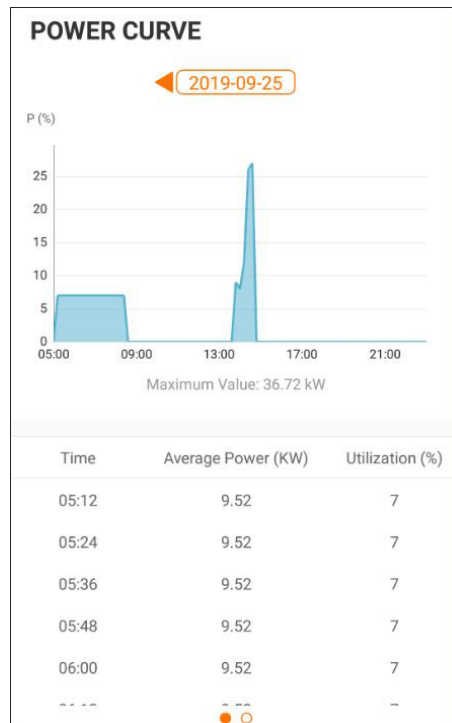 POWER CURVE
2019-09-25
P (%)
25
20
15
10
5
0
05:00 09:00 13:00 17:00 21:00
Maximum Value: 36.72 kW
Time Average Power (KW) Utilization (%)
05:12 9.52 7
05:24 9.52 7
05:36 9.52 7
05:48 9.52 7
06:00 9.52 7